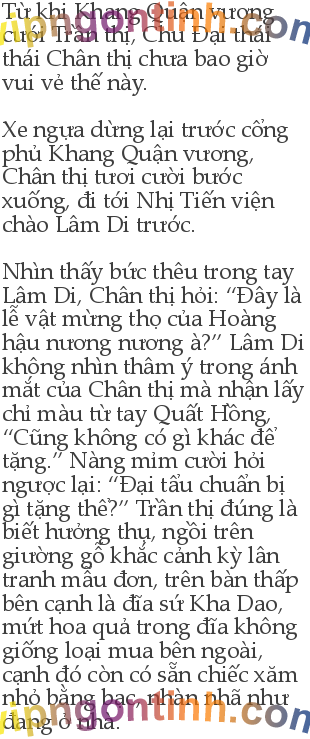 Từ khi Khang Quận vương
cưới Trần thị, Chu Đại thái
thái Chân thị chưa bao giờ
vui vẻ thế này.
Xe ngựa dừng lại trước cổng
phủ Khang Quận vương,
Chân thị tươi cười bước
xuống, đi tới Nhị Tiến viện
chào Lâm Di trước.
Nhìn thấy bức thêu trong tay
Lâm Di, Chân thị hỏi: “Đây là
lễ vật mừng thọ của Hoàng
hậu nương nương à?” Lâm Di
không nhìn thâm ý trong ánh
mắt của Chân thị mà nhận lấy
chỉ màu từ tay Quất Hồng,
“Cũng không có gì khác để
tặng.” Nàng mỉm cười hỏi
ngược lại: “Đại tẩu chuẩn bị
gì tặng thế?” Trần thị đúng là
biết hưởng thụ, ngồi trên
giường gỗ khắc cảnh kỳ lân
tranh mẫu đơn, trên bàn thấp
bên cạnh là đĩa sứ Kha Dao,
mứt hoa quả trong đĩa không
giống loại mua bên ngoài,
cạnh đó còn có sẵn chiếc xăm
nhỏ bằng bạc, nhàn nhã như
đang ở nhà.
vipngontinh.com
vipngontinh.com